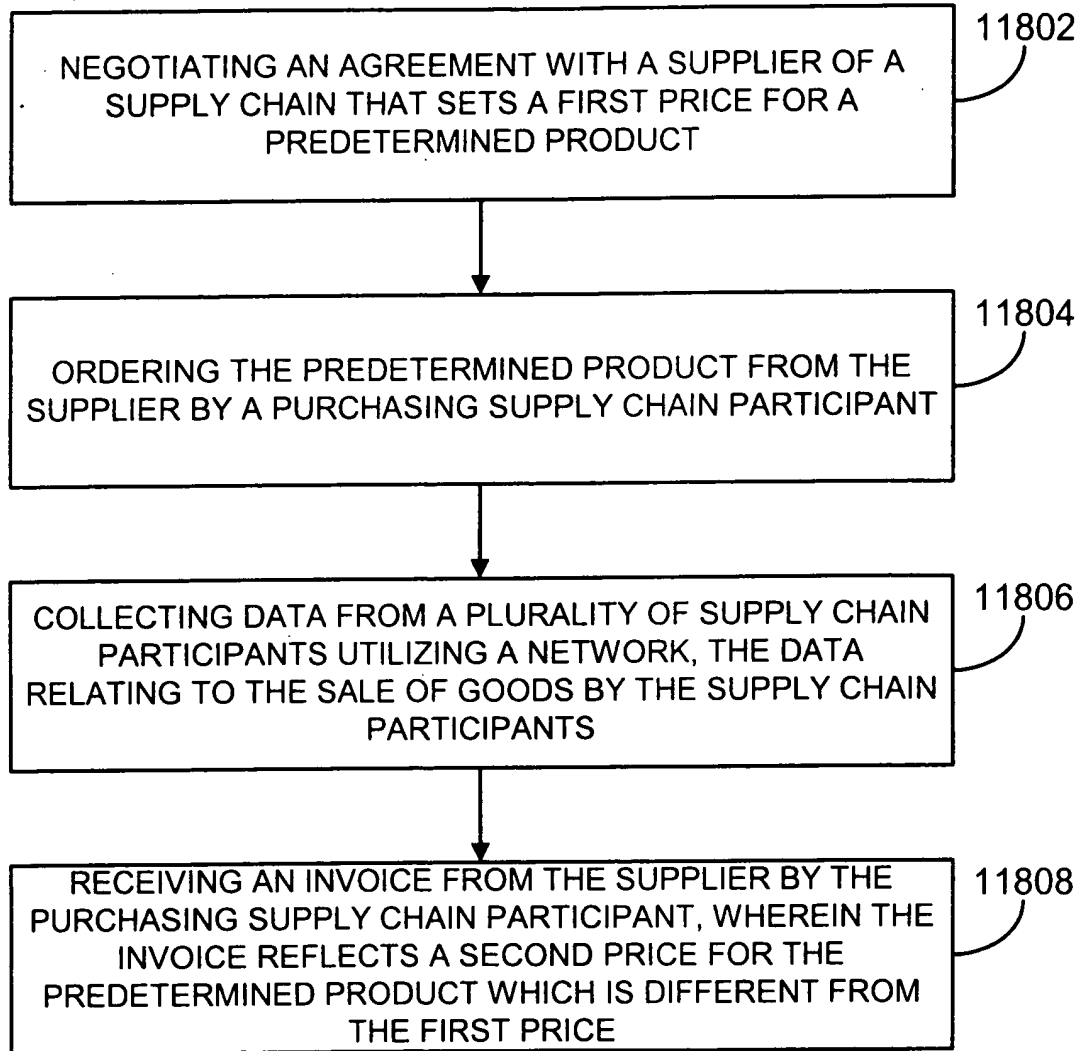 11802
NEGOTIATING AN AGREEMENT WITH A SUPPLIER OF A
SUPPLY CHAIN THAT SETS A FIRST PRICE FOR A
PREDETERMINED PRODUCT
11804
ORDERING THE PREDETERMINED PRODUCT FROM THE
SUPPLIER BY A PURCHASING SUPPLY CHAIN PARTICIPANT
11806
COLLECTING DATA FROM A PLURALITY OF SUPPLY CHAIN
PARTICIPANTS UTILIZING A NETWORK, THE DATA
RELATING TO THE SALE OF GOODS BY THE SUPPLY CHAIN
PARTICIPANTS
11808
RECEIVING AN INVOICE FROM THE SUPPLIER BY THE
PURCHASING SUPPLY CHAIN PARTICIPANT, WHEREIN THE
INVOICE REFLECTS A SECOND PRICE FOR THE
PREDETERMINED PRODUCT WHICH IS DIFFERENT FROM
THE FIRST PRICE